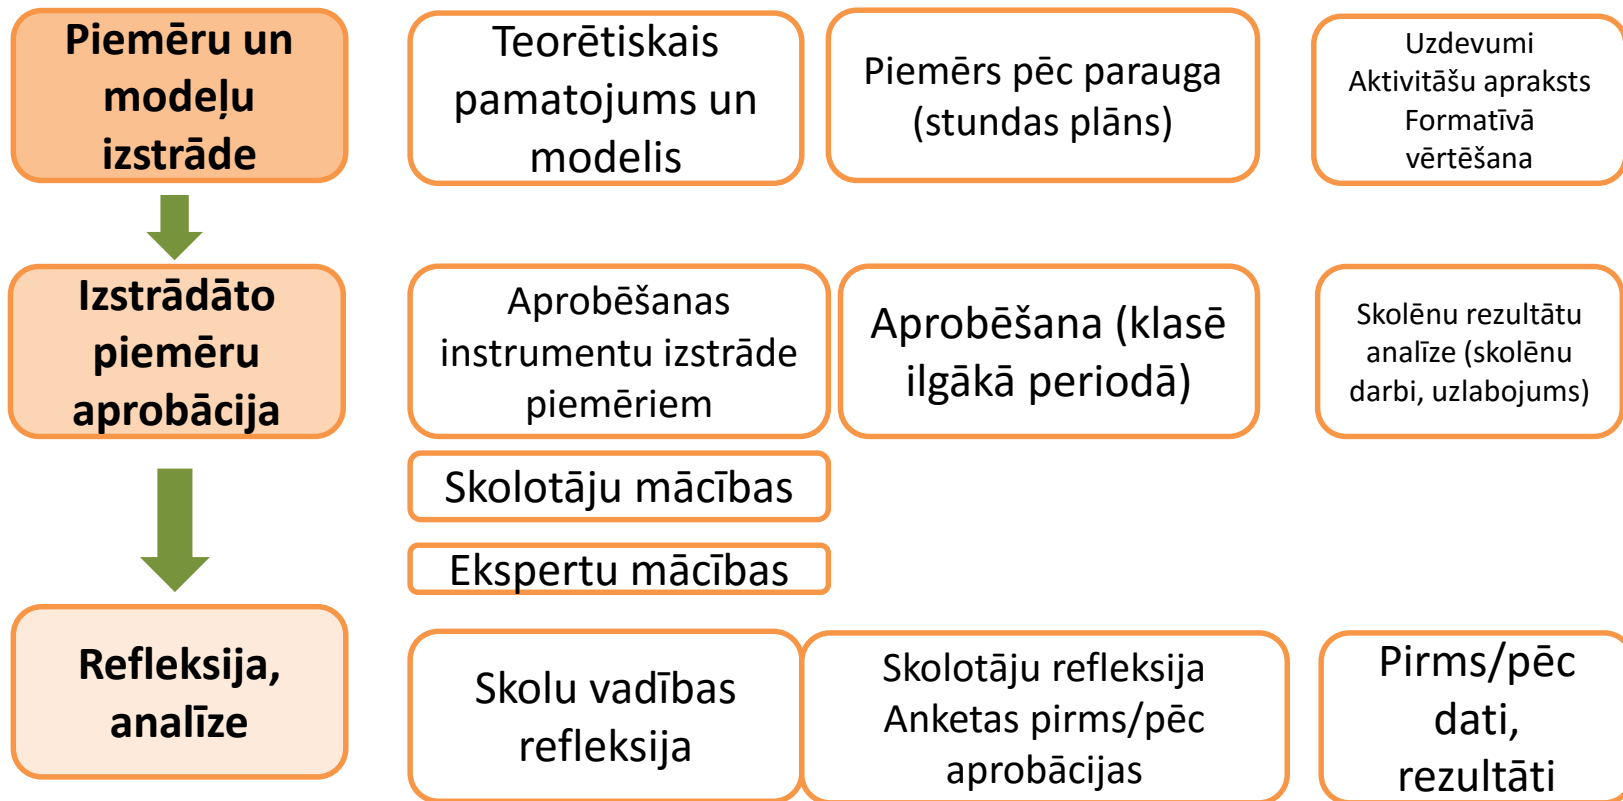 Piemēru un
modeļu
izstrāde
Teorētiskais
pamatojums un
modelis
Piemērs pēc parauga
(stundas plāns)
Uzdevumi
Aktivitāšu apraksts
Formatīvā
vērtēšana
Izstrādāto
piemēru
aprobācija
Aprobēšanas
instrumentu izstrāde
piemēriem
Aprobēšana (klasē
ilgākā periodā)
Skolēnu rezultātu
analīze (skolēnu
darbi, uzlabojums)
Skolotāju mācības
Ekspertu mācības
Refleksija,
analīze
Skolu vadības
refleksija
Skolotāju refleksija
Anketas pirms/pēc
aprobācijas
Pirms/pēc
dati,
rezultāti